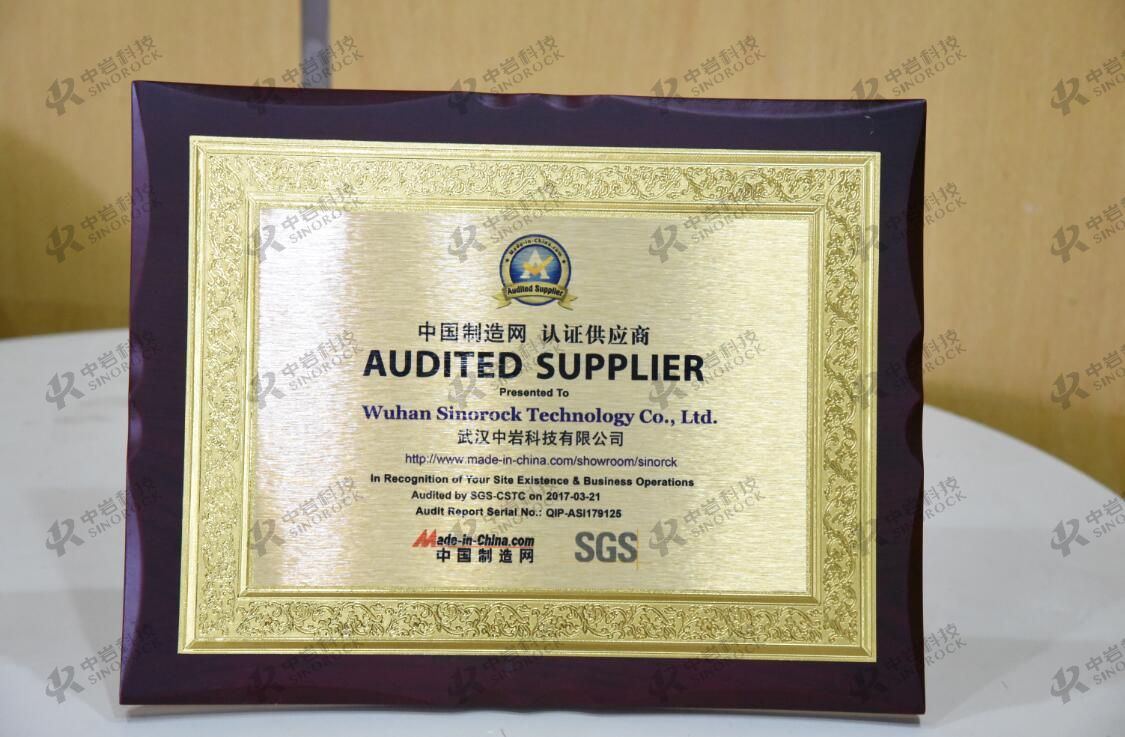 Made-in-China.com
Audited Supplier
中国制造网 认证供应商
AUDITED SUPPLIER
Presented To
Wuhan Sinorock Technology Co., Ltd.
武汉中岩科技有限公司
http://www.made-in-china.com/showroom/sinorck
In Recognition of Your Site Existence & Business Operations
Audited by SGS-CSTC on 2017-03-21
Audit Report Serial No.: QIP-ASI179125
Made-in-China.com
中国制造网
SGS
中岩科技
SINOROCK